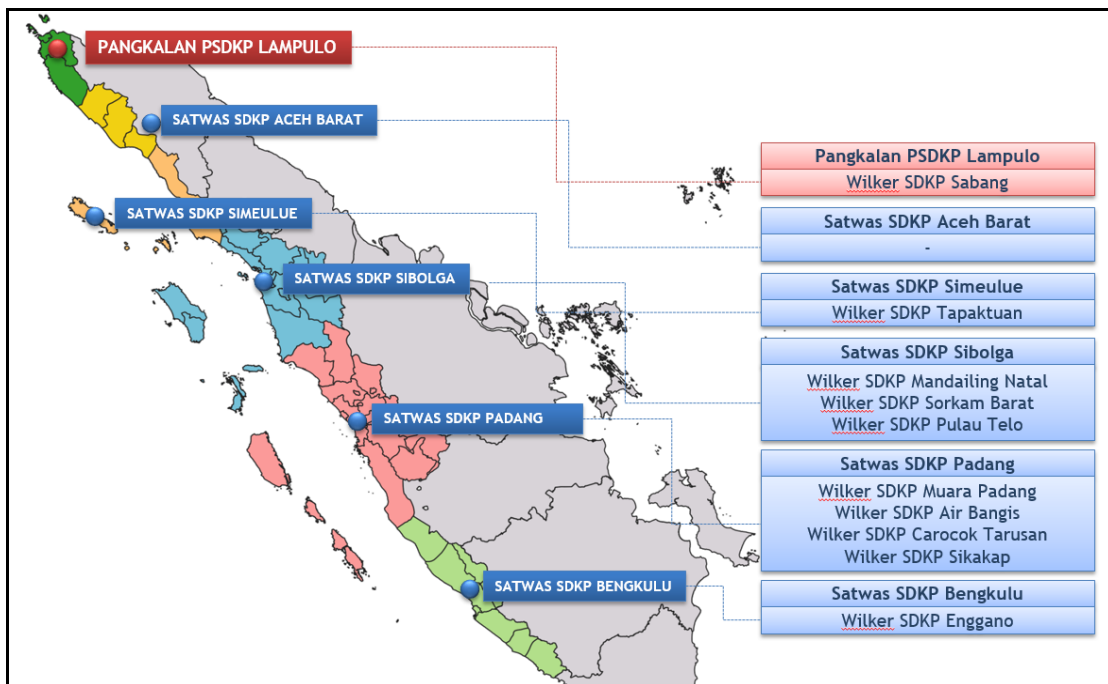 PANGKALAN PSDKP LAMPULO
SATWAS SDKP ACEH BARAT
SATWAS SDKP SIMEULUE
SATWAS SDKP SIBOLGA
SATWAS SDKP PADANG
SATWAS SDKP BENGKULU
Pangkalan PSDKP Lampulo
Wilker SDKP Sabang
Satwas SDKP Aceh Barat
-
Satwas SDKP Simeulue
Wilker SDKP Tapaktuan
Satwas SDKP Sibolga
Wilker SDKP Mandailing Natal
Wilker SDKP Sorkam Barat
Wilker SDKP Pulau Telo
Satwas SDKP Padang
Wilker SDKP Muara Padang
Wilker SDKP Air Bangis
Wilker SDKP Carocok Tarusan
Wilker SDKP Sikakap
Satwas SDKP Bengkulu
Wilker SDKP Enggano